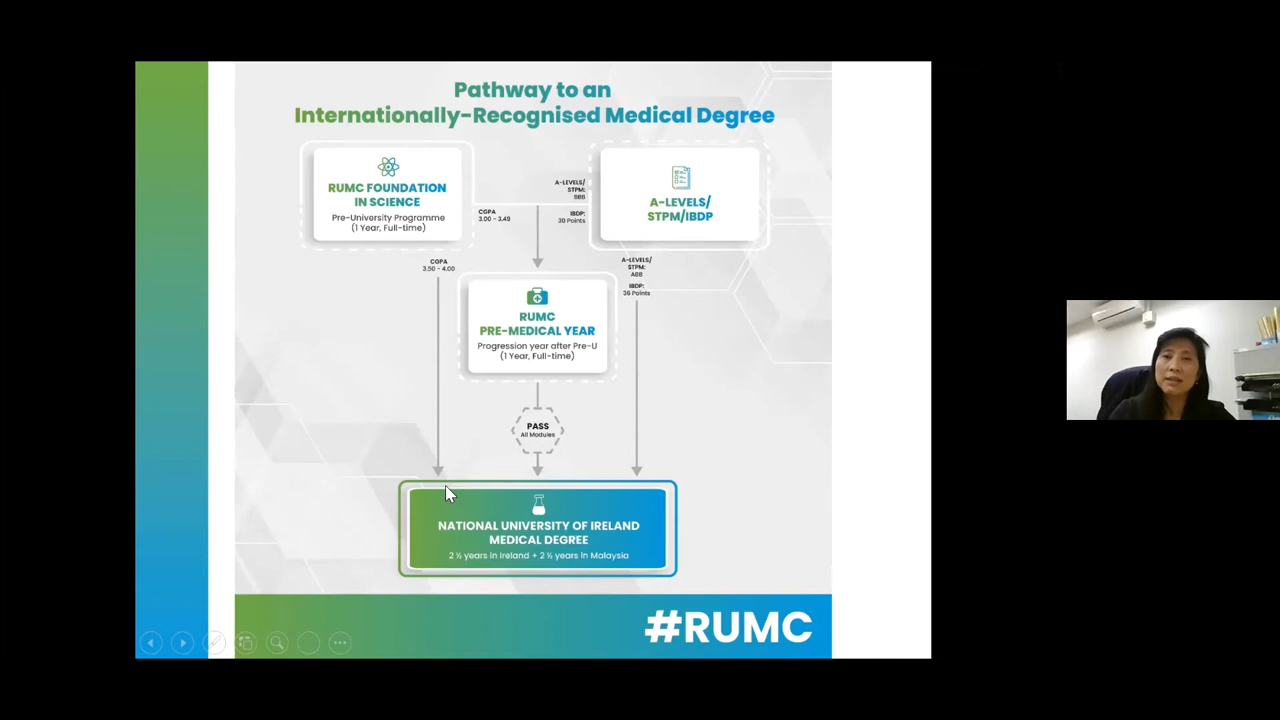 Pathway to an
Internationally-Recognised Medical Degree
RUMC FOUNDATION
IN SCIENCE
Pre-University Programme
(1 Year, Full-time)
CGPA
3.00 - 3.49
A-LEVELS/
STPM:
BBB
IBDP:
30 Points
A-LEVELS/
STPM/IBDP
CGPA
3.50 - 4.00
A-LEVELS/
STPM:
ABB
IBDP:
36 Points
RUMC
PRE-MEDICAL YEAR
Progression year after Pre-U
(1 Year, Full-time)
PASS
All Modules
NATIONAL UNIVERSITY OF IRELAND
MEDICAL DEGREE
2 ½ years in Ireland + 2 ½ years in Malaysia
#RUMC